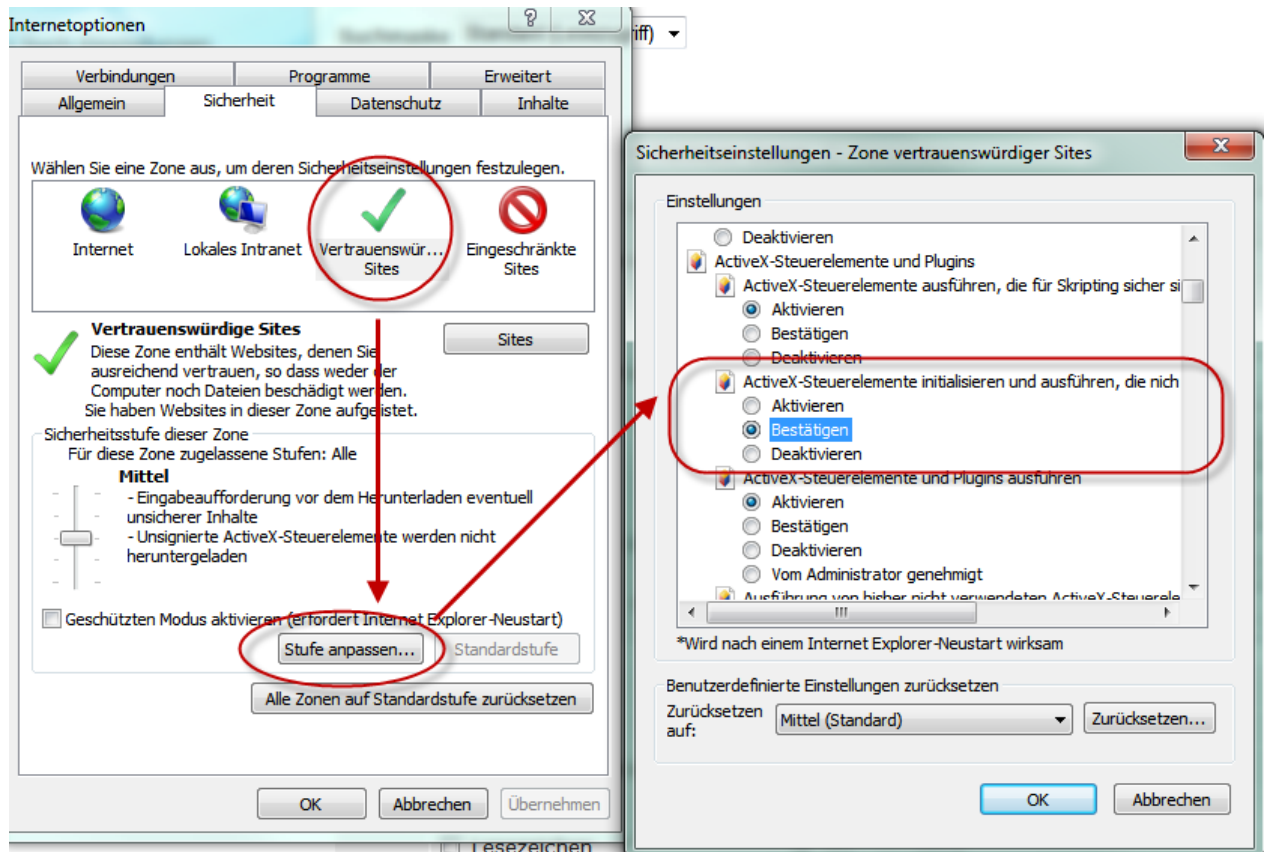 Internetoptionen
iff)
Verbindungen Programme Erweitert
Allgemein Sicherheit Datenschutz Inhalte
Wählen Sie eine Zone aus, um deren Sicherheitseinstellungen festzulegen.
Internet Lokales Intranet Vertrauenswür... Eingeschränkte
Sites Sites
Vertrauenswürdige Sites
Sites
Diese Zone enthält Websites, denen Sie
ausreichend vertrauen, so dass weder der
Computer noch Dateien beschädigt werden.
Sie haben Websites in dieser Zone aufgelistet.
Sicherheitsstufe dieser Zone
Für diese Zone zugelassene Stufen: Alle
Mittel
- Eingabeaufforderung vor dem Herunterladen eventuell
unsicherer Inhalte
- Unsignierte ActiveX-Steuerelemente werden nicht
heruntergeladen
Geschützten Modus aktivieren (erfordert Internet Explorer-Neustart)
Stufe anpassen... Standardstufe
Alle Zonen auf Standardstufe zurücksetzen
OK Abbrechen Übernehmen
Lesezeichen
Sicherheitseinstellungen - Zone vertrauenswürdiger Sites
Einstellungen
Deaktivieren
ActiveX-Steuerelemente und Plugins
ActiveX-Steuerelemente ausführen, die für Skripting sicher si
Aktivieren
Bestätigen
Deaktivieren
ActiveX-Steuerelemente initialisieren und ausführen, die nich
Aktivieren
Bestätigen
Deaktivieren
ActiveX-Steuerelemente und Plugins ausführen
Aktivieren
Bestätigen
Deaktivieren
Vom Administrator genehmigt
Ausführung von bisher nicht verwendeten ActiveX-Steuerele
*Wird nach einem Internet Explorer-Neustart wirksam
Benutzerdefinierte Einstellungen zurücksetzen
Zurücksetzen
auf:
Mittel (Standard) Zurücksetzen...
OK Abbrechen